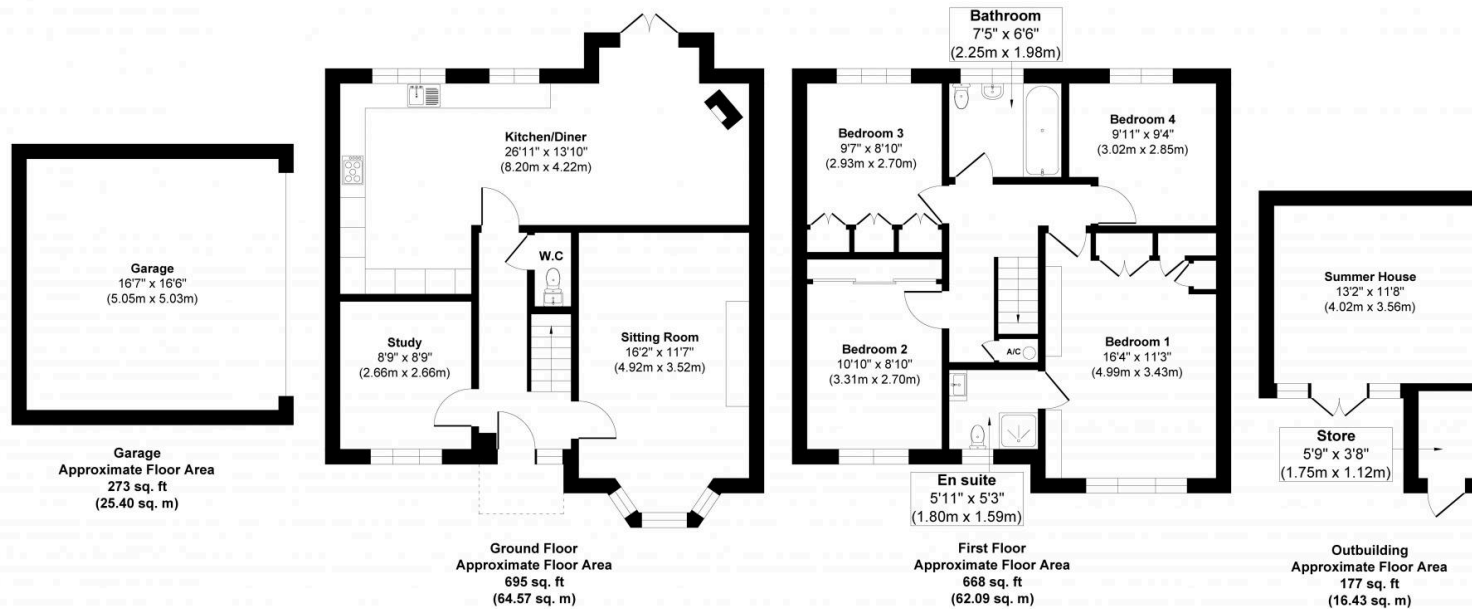 Garage
16'7" x 16'6"
(5.05m x 5.03m)
Garage
Approximate Floor Area
273 sq. ft
(25.40 sq. m)
Kitchen/Diner
26'11" x 13'10"
(8.20m x 4.22m)
W.C
Study
8'9" x 8'9"
(2.66m x 2.66m)
Sitting Room
16'2" x 11'7"
(4.92m x 3.52m)
Ground Floor
Approximate Floor Area
695 sq. ft
(64.57 sq. m)
Bathroom
7'5" x 6'6"
(2.25m x 1.98m)
Bedroom 3
9'7" x 8'10"
(2.93m x 2.70m)
Bedroom 4
9'11" x 9'4"
(3.02m x 2.85m)
Bedroom 2
10'10" x 8'10"
(3.31m x 2.70m)
A/C
Bedroom 1
16'4" x 11'3"
(4.99m x 3.43m)
En suite
5'11" x 5'3"
(1.80m x 1.59m)
First Floor
Approximate Floor Area
668 sq. ft
(62.09 sq. m)
Summer House
13'2" x 11'8"
(4.02m x 3.56m)
Store
5'9" x 3'8"
(1.75m x 1.12m)
Outbuilding
Approximate Floor Area
177 sq. ft
(16.43 sq. m)